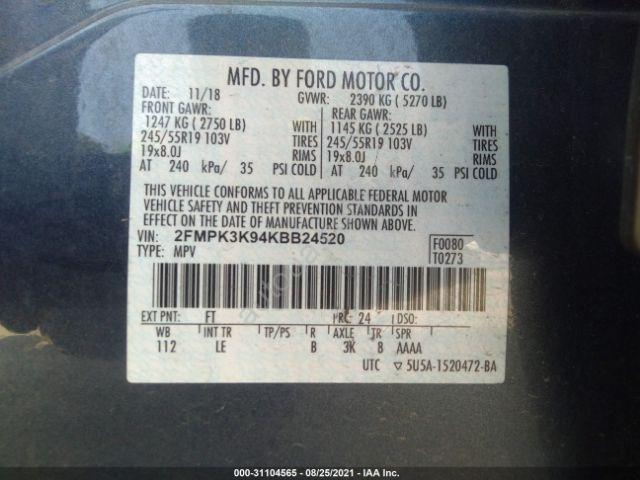 MFD. BY FORD MOTOR CO.
DATE: 11/18 GVWR: 2390 KG ( 5270 LB)
FRONT GAWR: REAR GAWR:
1247 KG ( 2750 LB) WITH 1145 KG ( 2525 LB) WITH
245/55R19 103V TIRES 245/55R19 103V TIRES
19x8.0J RIMS 19x8.0J RIMS
AT 240 kPa/ 35 PSI COLD AT 240 kPa/ 35 PSI COLD
THIS VEHICLE CONFORMS TO ALL APPLICABLE FEDERAL MOTOR
VEHICLE SAFETY AND THEFT PREVENTION STANDARDS IN
EFFECT ON THE DATE OF MANUFACTURE SHOWN ABOVE.
VIN: 2FMPK3K94KBB24520 F0080
TYPE: MPV T0273
EXT PNT: FT RC: 24 DSO:
WB INT TR TP/PS R AXLE TR SPR
112 LE B 3K B AAAA
UTC 5U5A-1520472-BA
000-31104565 - 08/25/2021 - IAA Inc.